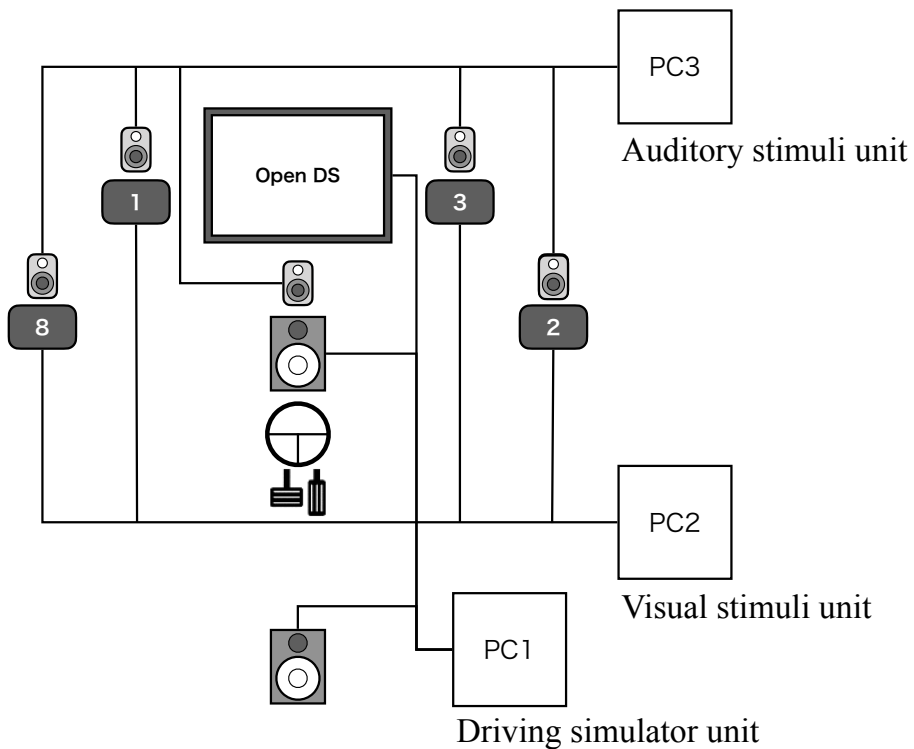 PC3
Auditory stimuli unit
Open DS
1
3
8
2
PC2
Visual stimuli unit
PC1
Driving simulator unit